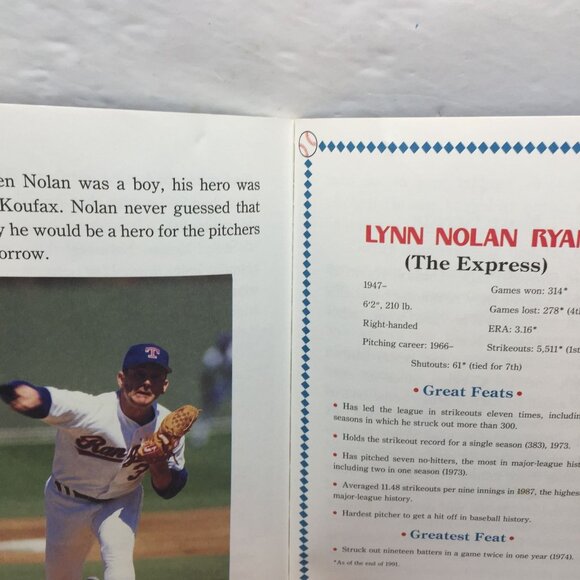 en Nolan was a boy, his hero was
Koufax. Nolan never guessed that
y he would be a hero for the pitchers
orrow.
T
Ran
3
LYNN NOLAN RYAN
(The Express)
1947–
6'2", 210 lb.
Right-handed
Pitching career: 1966–
Games won: 314*
Games lost: 278* (4th
ERA: 3.16*
Strikeouts: 5,511* (1st
Shutouts: 61* (tied for 7th)
• Great Feats •
• Has led the league in strikeouts eleven times, includin
seasons in which he struck out more than 300.
• Holds the strikeout record for a single season (383), 1973.
• Has pitched seven no-hitters, the most in major-league hist
including two in one season (1973).
• Averaged 11.48 strikeouts per nine innings in 1987, the highes
major-league history.
• Hardest pitcher to get a hit off in baseball history.
• Greatest Feat •
• Struck out nineteen batters in a game twice in one year (1974).
*As of the end of 1991.